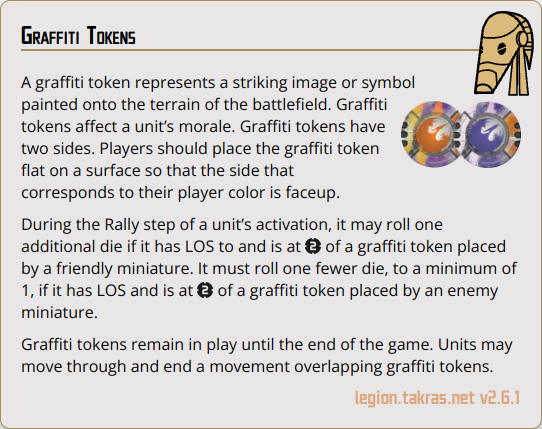 Graffiti Tokens
A graffiti token represents a striking image or symbol
painted onto the terrain of the battlefield. Graffiti
tokens affect a unit’s morale. Graffiti tokens have
two sides. Players should place the graffiti token
flat on a surface so that the side that
corresponds to their player color is faceup.
During the Rally step of a unit’s activation, it may roll one
additional die if it has LOS to and is at 2 of a graffiti token placed
by a friendly miniature. It must roll one fewer die, to a minimum of
1, if it has LOS and is at 2 of a graffiti token placed by an enemy
miniature.
Graffiti tokens remain in play until the end of the game. Units may
move through and end a movement overlapping graffiti tokens.
legion.takras.net v2.6.1